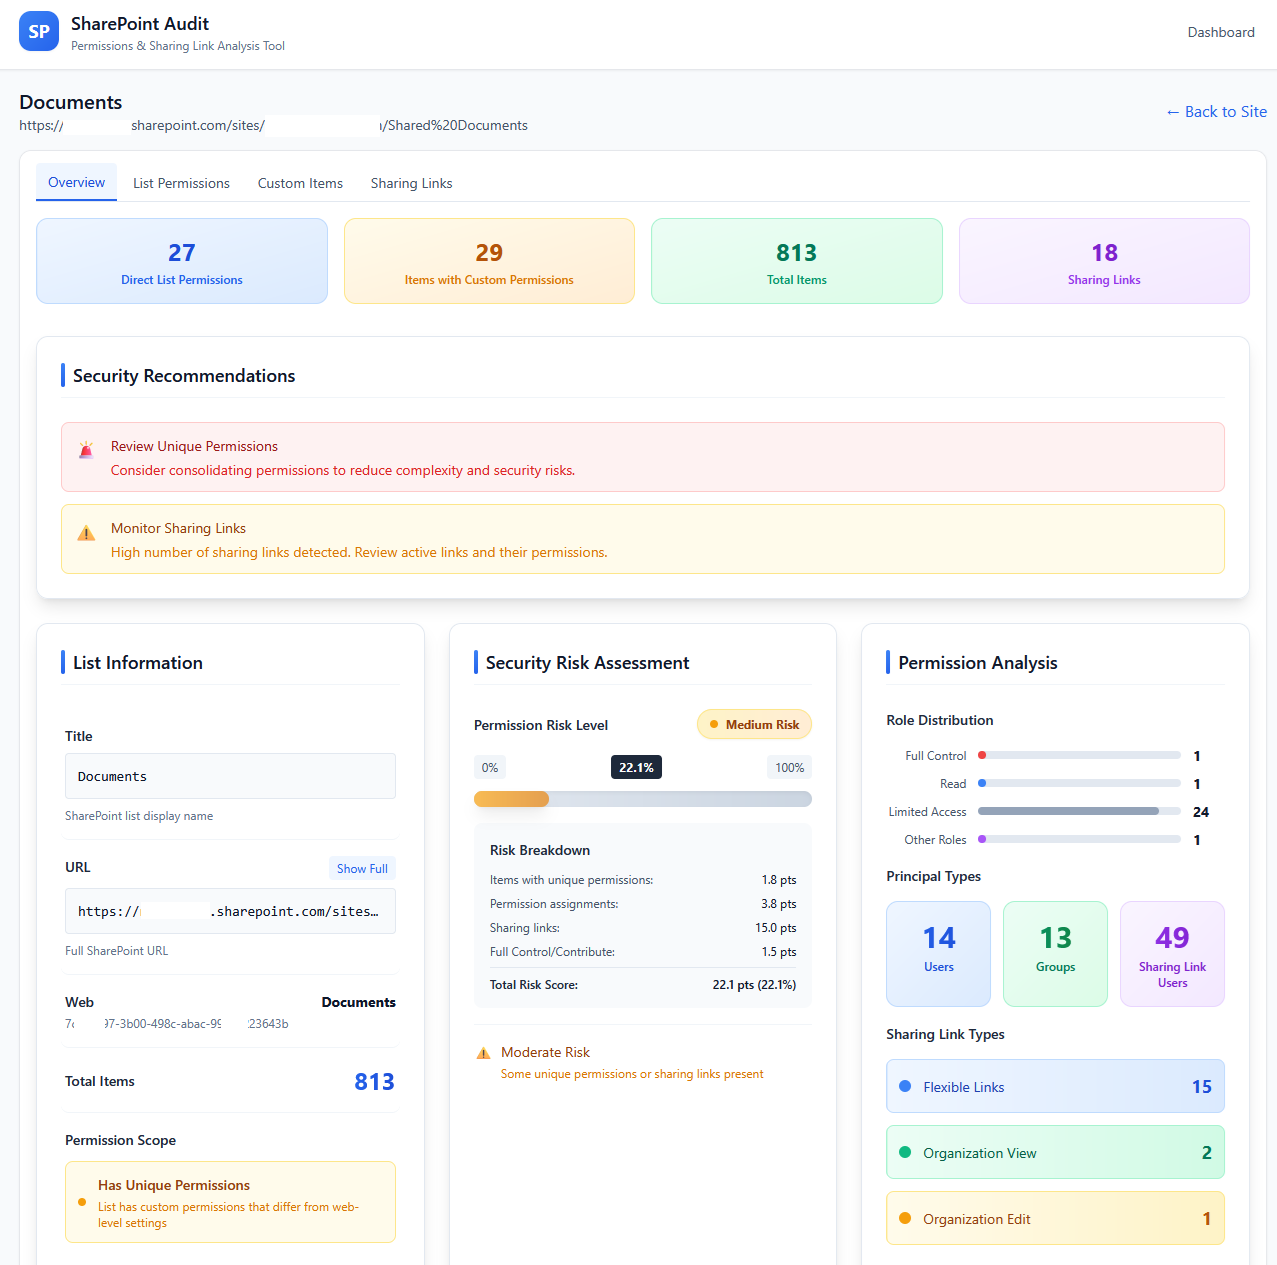 SP
SharePoint Audit
Permissions & Sharing Link Analysis Tool
Dashboard
Documents
https:// sharepoint.com/sites/ /Shared%20Documents
← Back to Site
Overview
List Permissions
Custom Items
Sharing Links
27
Direct List Permissions
29
Items with Custom Permissions
813
Total Items
18
Sharing Links
Security Recommendations
Review Unique Permissions
Consider consolidating permissions to reduce complexity and security risks.
Monitor Sharing Links
High number of sharing links detected. Review active links and their permissions.
List Information
Title
Documents
SharePoint list display name
URL
Show Full
https:// .sharepoint.com/sites…
Full SharePoint URL
Web
Documents
97-3b00-498c-abac-99 23643b
Total Items
813
Permission Scope
Has Unique Permissions
List has custom permissions that differ from web-
level settings
Security Risk Assessment
Permission Risk Level
Medium Risk
0%
22.1%
100%
Risk Breakdown
Items with unique permissions:
1.8 pts
Permission assignments:
3.8 pts
Sharing links:
15.0 pts
Full Control/Contribute:
1.5 pts
Total Risk Score:
22.1 pts (22.1%)
Moderate Risk
Some unique permissions or sharing links present
Permission Analysis
Role Distribution
Full Control
1
Read
1
Limited Access
24
Other Roles
1
Principal Types
14
Users
13
Groups
49
Sharing Link
Users
Sharing Link Types
Flexible Links
15
Organization View
2
Organization Edit
1